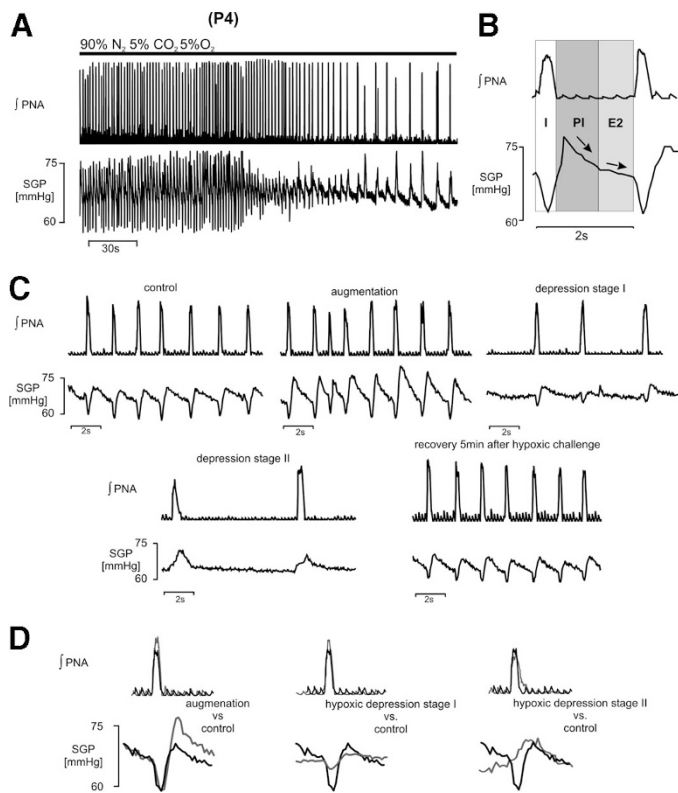 A
(P4)
90% N2 5% CO2 5%O2
∫ PNA
75
SGP
[mmHg]
60
30s
B
∫ PNA
I PI E2
75
SGP
[mmHg]
60
2s
C
control
augmentation
depression stage I
∫ PNA
SGP
[mmHg]
75
60
2s
2s
2s
depression stage II
recovery 5min after hypoxic challenge
∫ PNA
75
SGP
[mmHg]
60
2s
2s
D
∫ PNA
augmenation
vs
control
hypoxic depression stage I
vs.
control
hypoxic depression stage II
vs.
control
75
SGP
[mmHg]
60